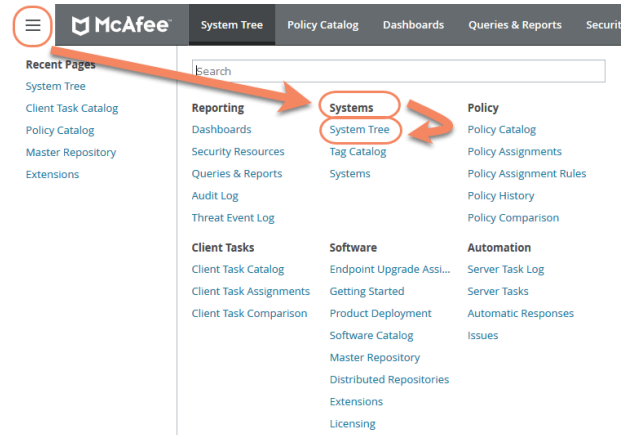 McAfee™ System Tree Policy Catalog Dashboards Queries & Reports
Recent Pages
System Tree
Client Task Catalog
Policy Catalog
Master Repository
Extensions
Search
Reporting
Dashboards
Security Resources
Queries & Reports
Audit Log
Threat Event Log
Systems
System Tree
Tag Catalog
Systems
Policy
Policy Catalog
Policy Assignments
Policy Assignment Rules
Policy History
Policy Comparison
Client Tasks
Client Task Catalog
Client Task Assignments
Client Task Comparison
Software
Endpoint Upgrade Assi...
Getting Started
Product Deployment
Software Catalog
Master Repository
Distributed Repositories
Extensions
Licensing
Automation
Server Task Log
Server Tasks
Automatic Responses
Issues